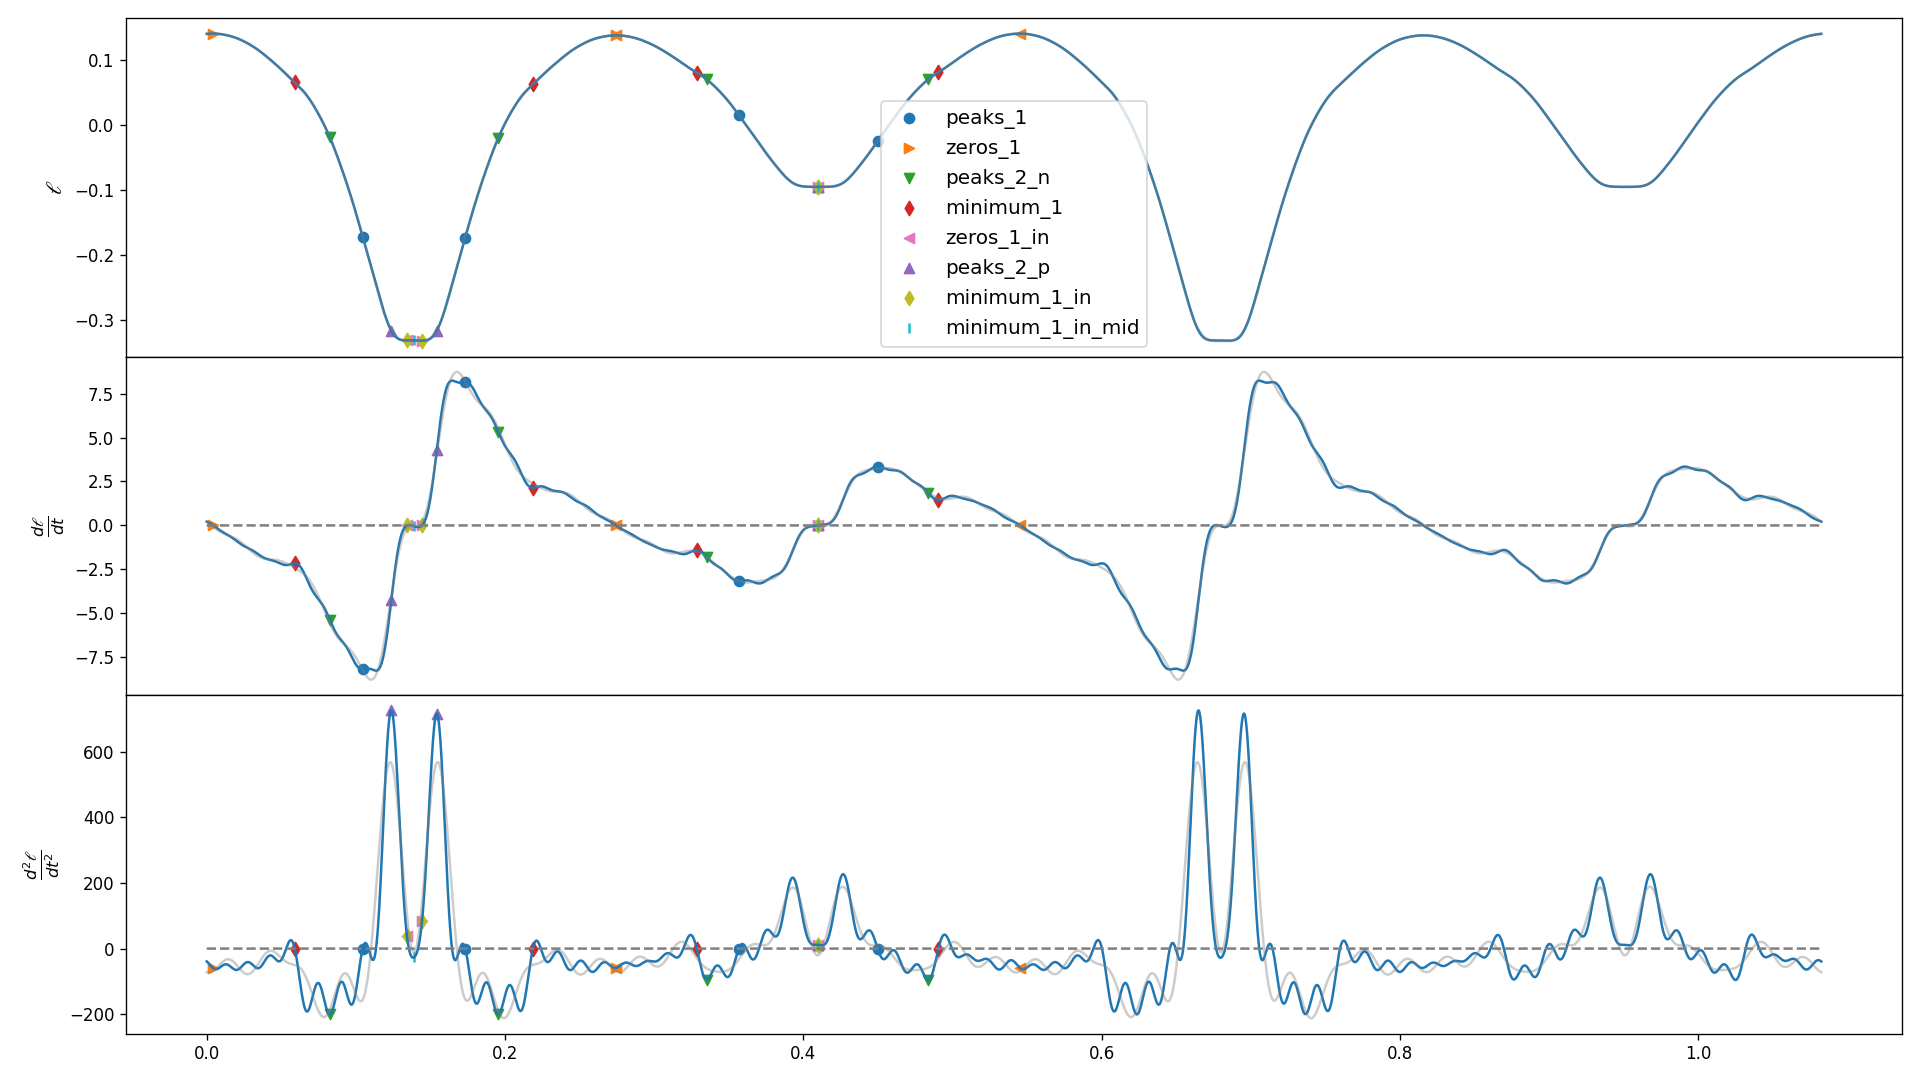 0.1
0.0
−0.1
−0.2
−0.3
ℓ
peaks_1
zeros_1
peaks_2_n
minimum_1
zeros_1_in
peaks_2_p
minimum_1_in
minimum_1_in_mid
7.5
5.0
2.5
0.0
−2.5
−5.0
−7.5
dℓ
dt
600
400
200
0
−200
d²ℓ
dt²
0.0 0.2 0.4 0.6 0.8 1.0